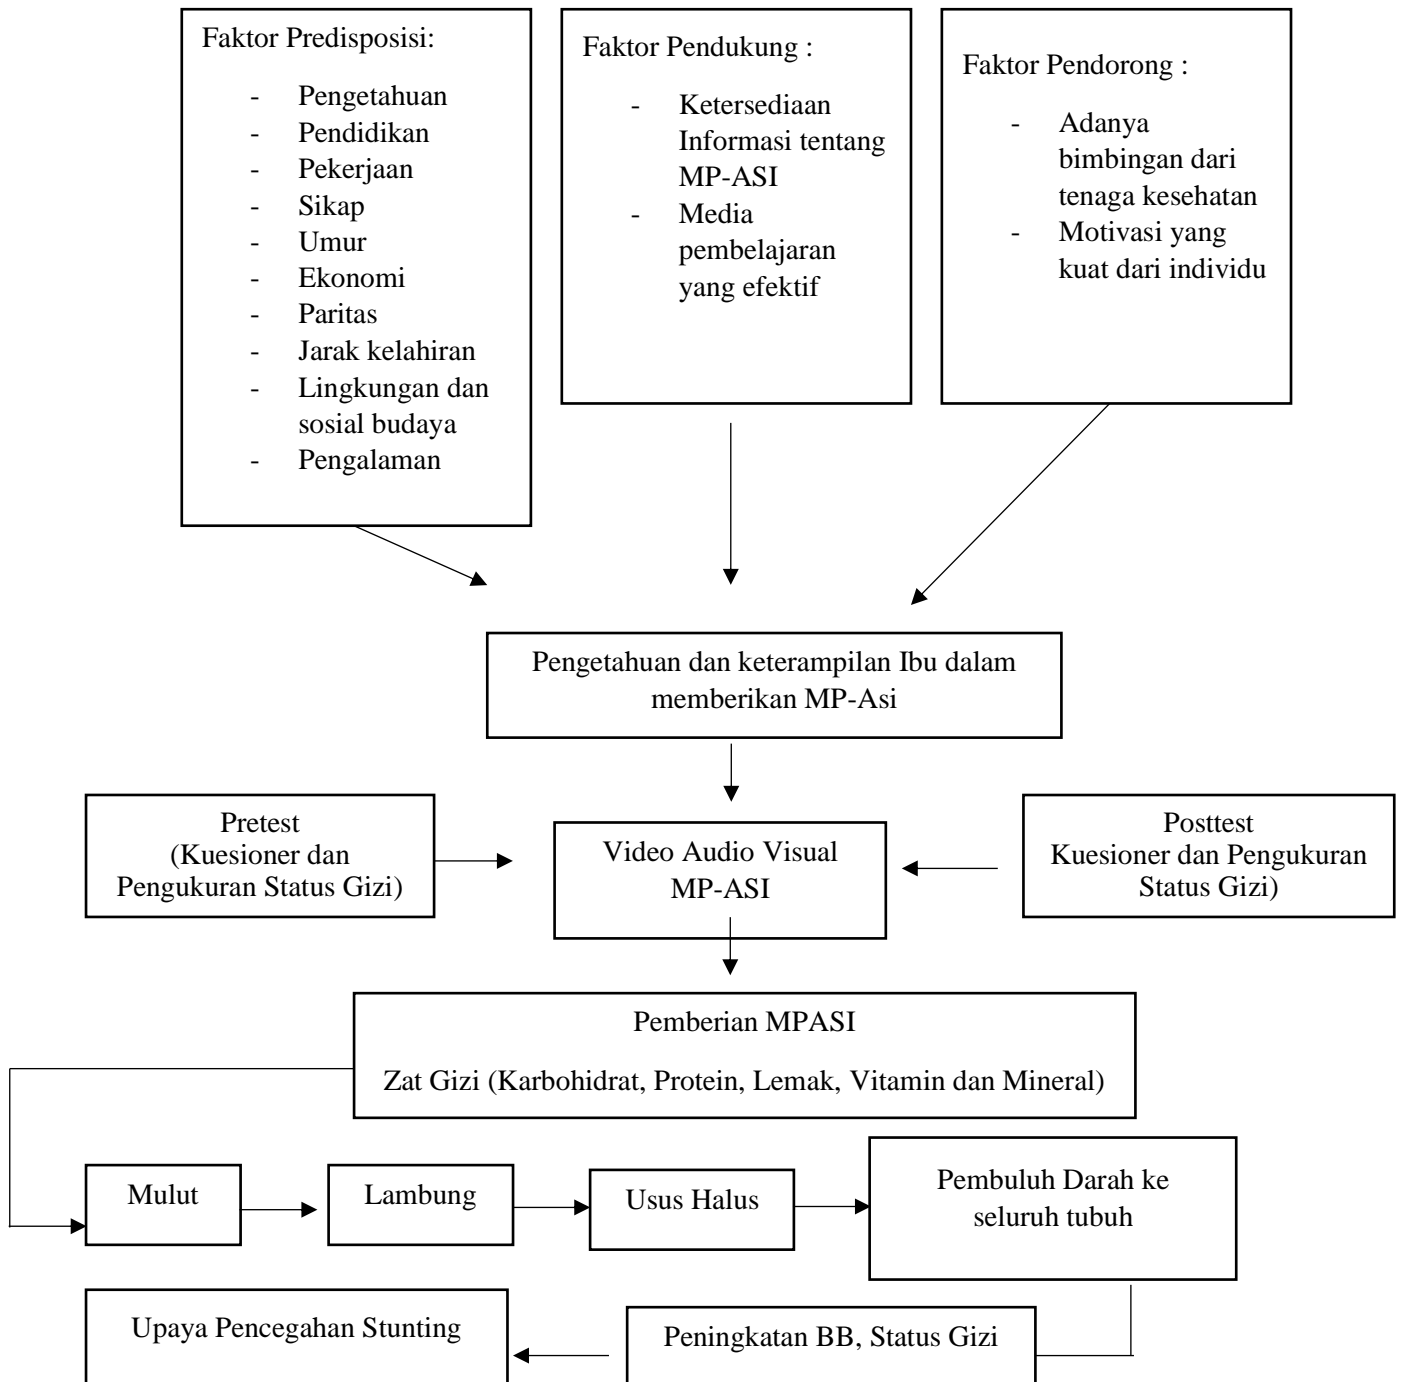 Faktor Predisposisi:
- Pengetahuan
- Pendidikan
- Pekerjaan
- Sikap
- Umur
- Ekonomi
- Paritas
- Jarak kelahiran
- Lingkungan dan
sosial budaya
- Pengalaman
Faktor Pendukung :
- Ketersediaan
Informasi tentang
MP-ASI
- Media
pembelajaran
yang efektif
Faktor Pendorong :
- Adanya
bimbingan dari
tenaga kesehatan
- Motivasi yang
kuat dari individu
Pengetahuan dan keterampilan Ibu dalam
memberikan MP-Asi
Pretest
(Kuesioner dan
Pengukuran Status Gizi)
Video Audio Visual
MP-ASI
Posttest
Kuesioner dan Pengukuran
Status Gizi)
Pemberian MPASI
Zat Gizi (Karbohidrat, Protein, Lemak, Vitamin dan Mineral)
Mulut
Lambung
Usus Halus
Pembuluh Darah ke
seluruh tubuh
Upaya Pencegahan Stunting
Peningkatan BB, Status Gizi